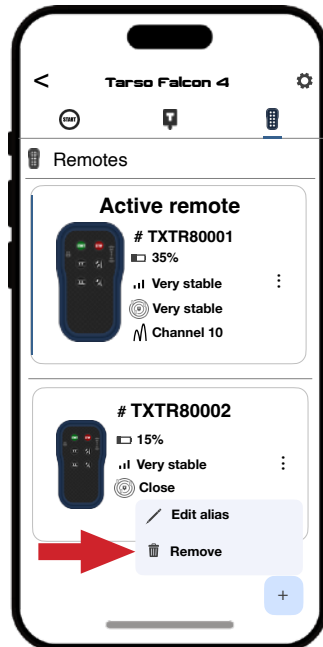 <
Tarso Falcon 4
START
T
Remotes
Active remote
# TXTR80001
35%
Very stable
Very stable
Channel 10
# TXTR80002
15%
Very stable
Close
Edit alias
Remove
+